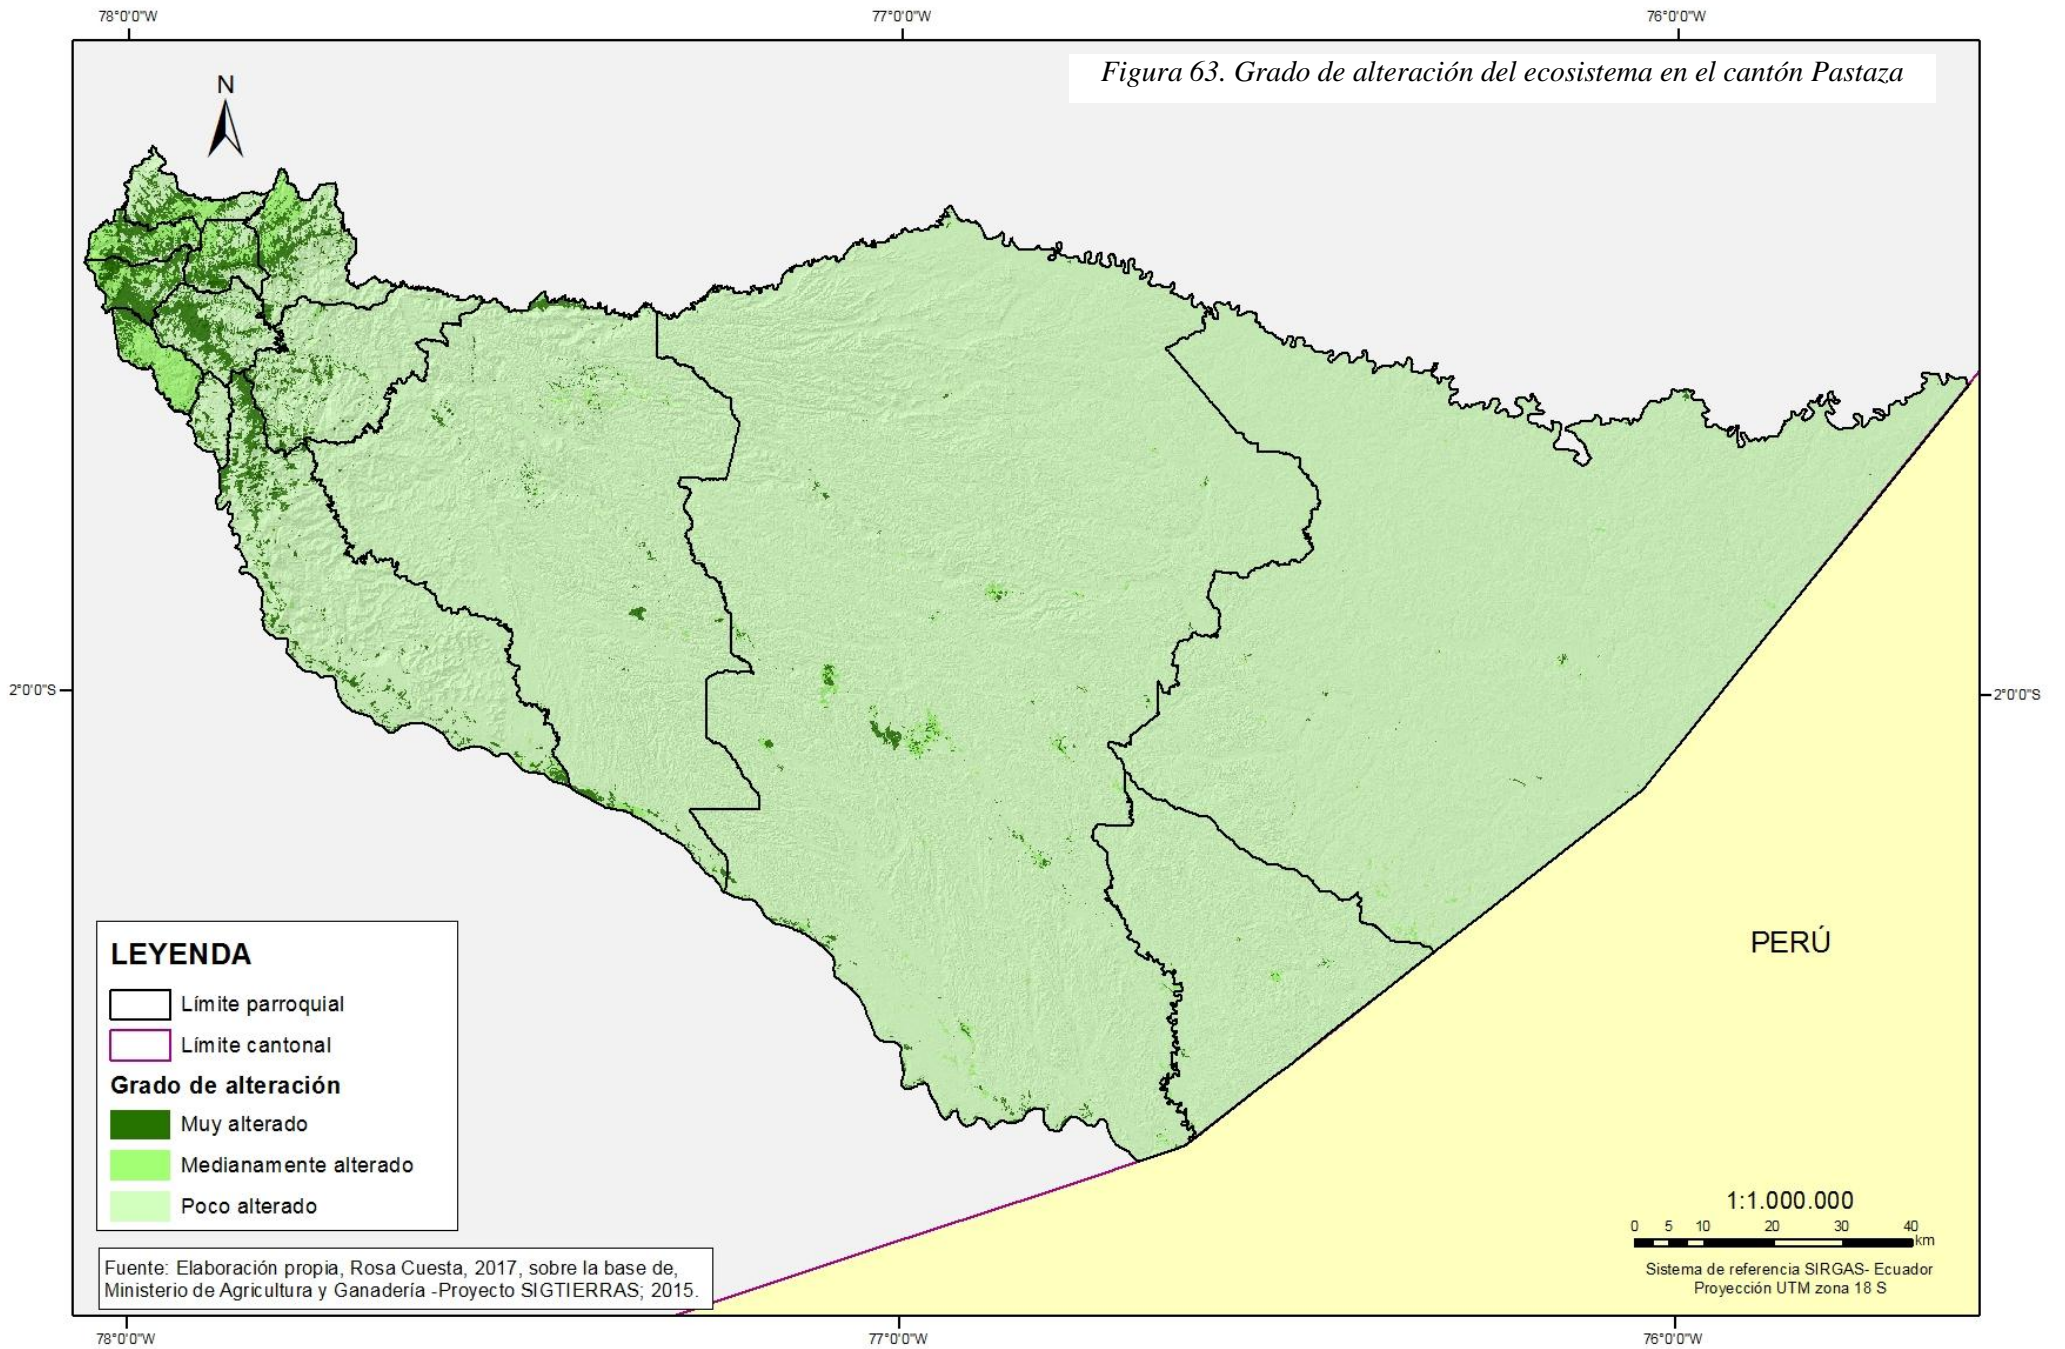 78°0'0"W
77°0'0"W
76°0'0"W
Figura 63. Grado de alteración del ecosistema en el cantón Pastaza
N
2°0'0"S
2°0'0"S
PERÚ
LEYENDA
Límite parroquial
Límite cantonal
Grado de alteración
Muy alterado
Medianamente alterado
Poco alterado
Fuente: Elaboración propia, Rosa Cuesta, 2017, sobre la base de,
Ministerio de Agricultura y Ganadería -Proyecto SIGTIERRAS; 2015.
1:1.000.000
0 5 10 20 30 40
km
Sistema de referencia SIRGAS- Ecuador
Proyección UTM zona 18 S
78°0'0"W
77°0'0"W
76°0'0"W